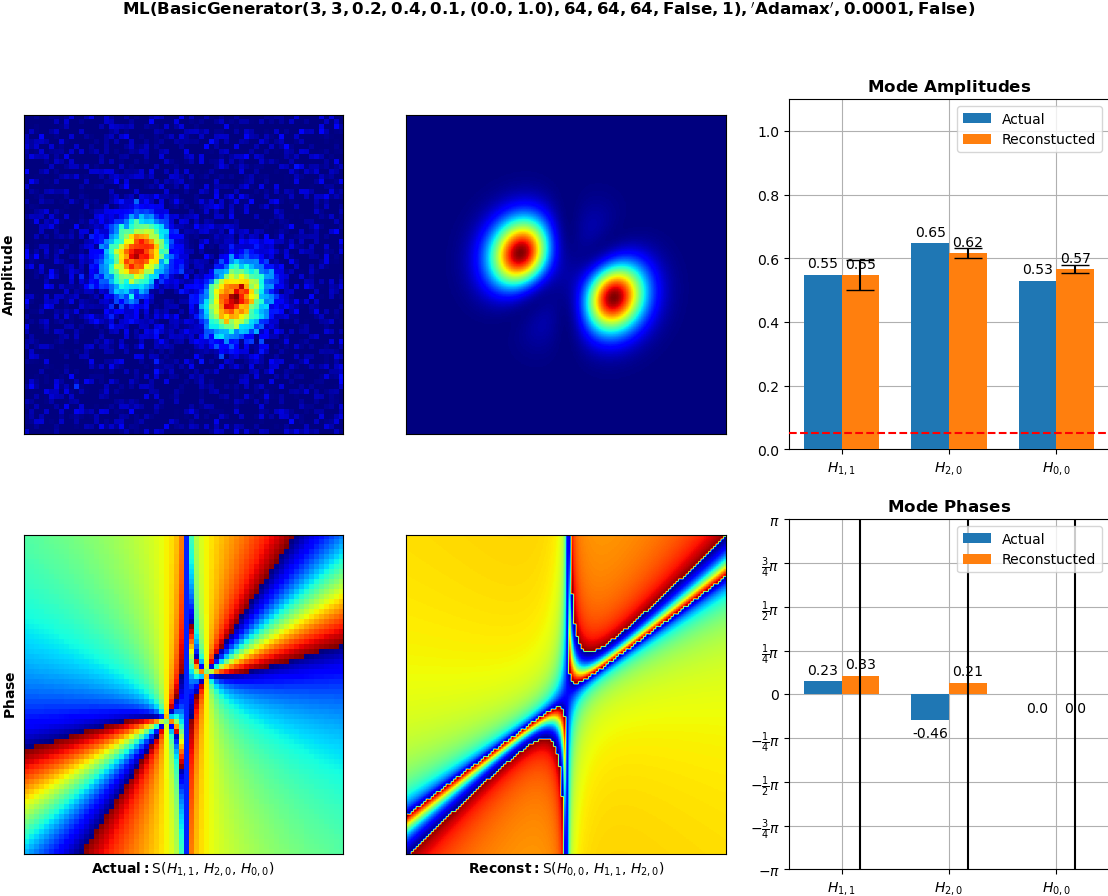 ML(BasicGenerator(3, 3, 0.2, 0.4, 0.1, (0.0, 1.0), 64, 64, 64, False, 1), ′Adamax′, 0.0001, False)
Mode Amplitudes
Amplitude
1.0
0.8
0.6
0.4
0.2
0.0
Actual
Reconstucted
0.55
0.55
0.65
0.62
0.53
0.57
H₁,₁
H₂,₀
H₀,₀
Mode Phases
Phase
π
¾π
½π
¼π
0
−¼π
−½π
−¾π
−π
Actual
Reconstucted
0.23
0.33
-0.46
0.21
0.0
0.0
H₁,₁
H₂,₀
H₀,₀
Actual: S(H₁,₁, H₂,₀, H₀,₀)
Reconst: S(H₀,₀, H₁,₁, H₂,₀)